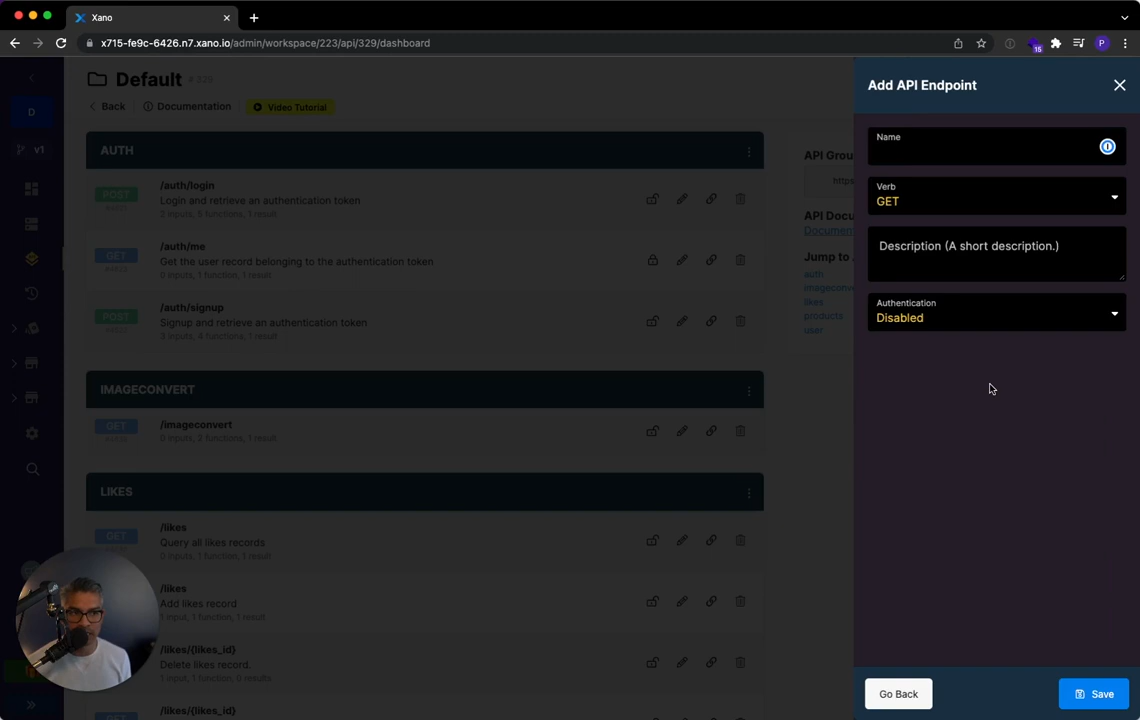 Xano
x715-fe9c-6426.n7.xano.io/admin/workspace/223/api/329/dashboard
15
P
D
v1
Default
Back
Documentation
Video Tutorial
AUTH
POST
/auth/login
Login and retrieve an authentication token
2 inputs, 5 functions, 1 result
GET
/auth/me
Get the user record belonging to the authentication token
0 inputs, 1 function, 1 result
POST
/auth/signup
Signup and retrieve an authentication token
3 inputs, 4 functions, 1 result
IMAGECONVERT
GET
/imageconvert
0 inputs, 2 functions, 1 result
LIKES
GET
/likes
Query all likes records
0 inputs, 1 function, 1 result
/likes
Add likes record
1 input, 1 function, 1 result
/likes/{likes_id}
Delete likes record.
1 input, 1 function, 0 results
/likes/{likes_id}
API Grou
https
API Docu
Document
Jump to
auth
imageconve
likes
products
user
Add API Endpoint
Name
Verb
GET
Description (A short description.)
Authentication
Disabled
Go Back
Save